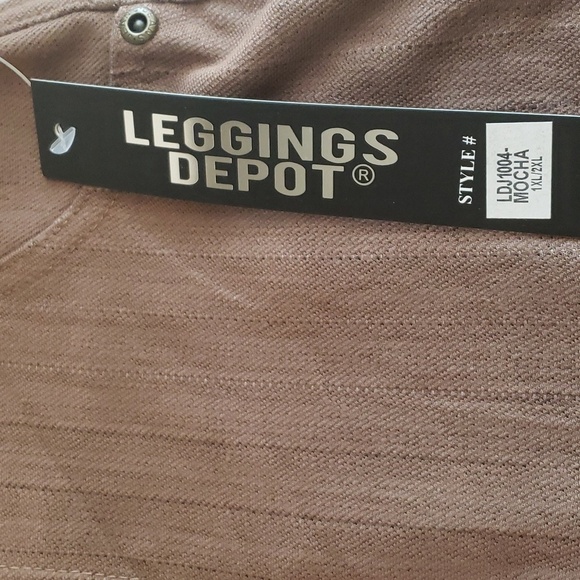 LEGGINGS
DEPOT®
STYLE #
LDJ1004-
MOCHA
1XL/2XL